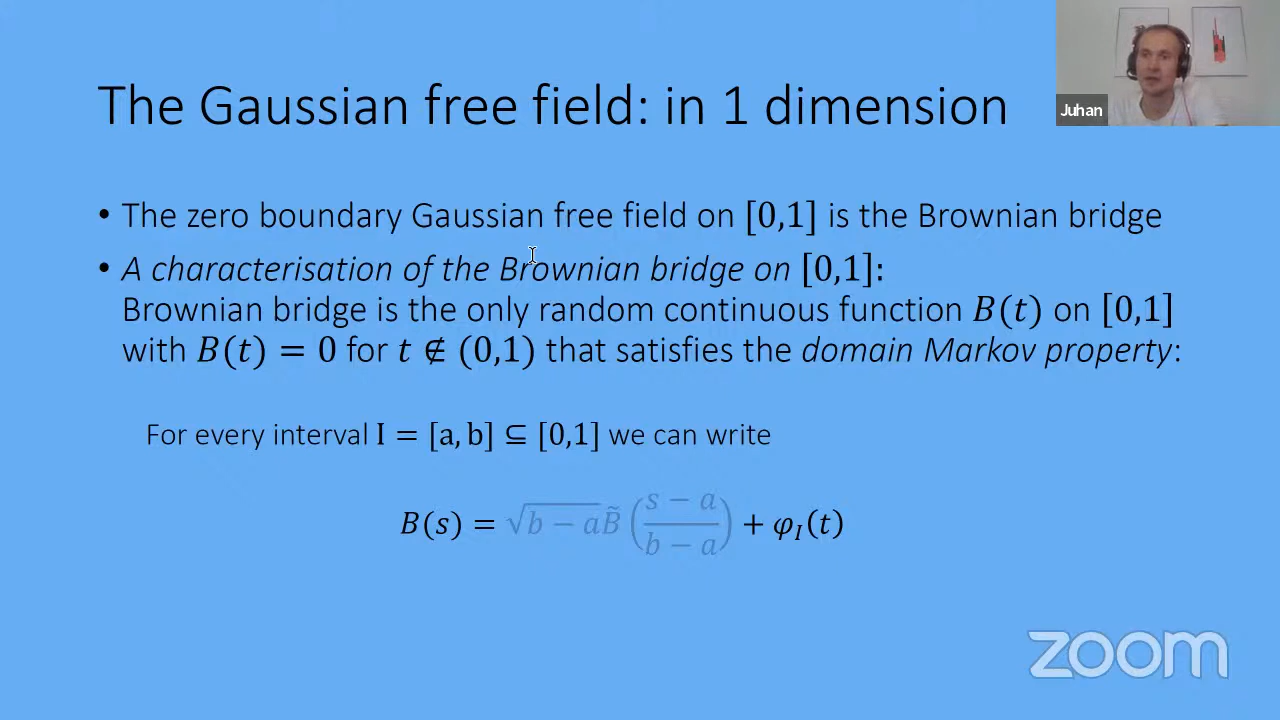 The Gaussian free field: in 1 dimension
Juhan
• The zero boundary Gaussian free field on [0,1] is the Brownian bridge
• A characterisation of the Brownian bridge on [0,1]:
Brownian bridge is the only random continuous function B(t) on [0,1]
with B(t) = 0 for t ∉ (0,1) that satisfies the domain Markov property:
For every interval I = [a, b] ⊆ [0,1] we can write
B(s) = √(b − a) B̃((s − a)/(b − a)) + φ_I(t)
zoom